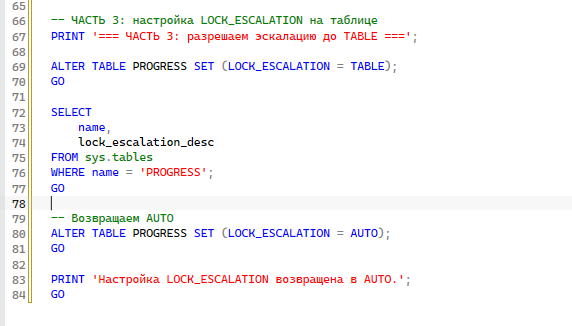 65
66 -- ЧАСТЬ 3: настройка LOCK_ESCALATION на таблице
67 PRINT '=== ЧАСТЬ 3: разрешаем эскалацию до TABLE ===';
68
69 ALTER TABLE PROGRESS SET (LOCK_ESCALATION = TABLE);
70 GO
71
72 SELECT
73 name,
74 lock_escalation_desc
75 FROM sys.tables
76 WHERE name = 'PROGRESS';
77 GO
78
79 -- Возвращаем AUTO
80 ALTER TABLE PROGRESS SET (LOCK_ESCALATION = AUTO);
81 GO
82
83 PRINT 'Настройка LOCK_ESCALATION возвращена в AUTO.';
84 GO